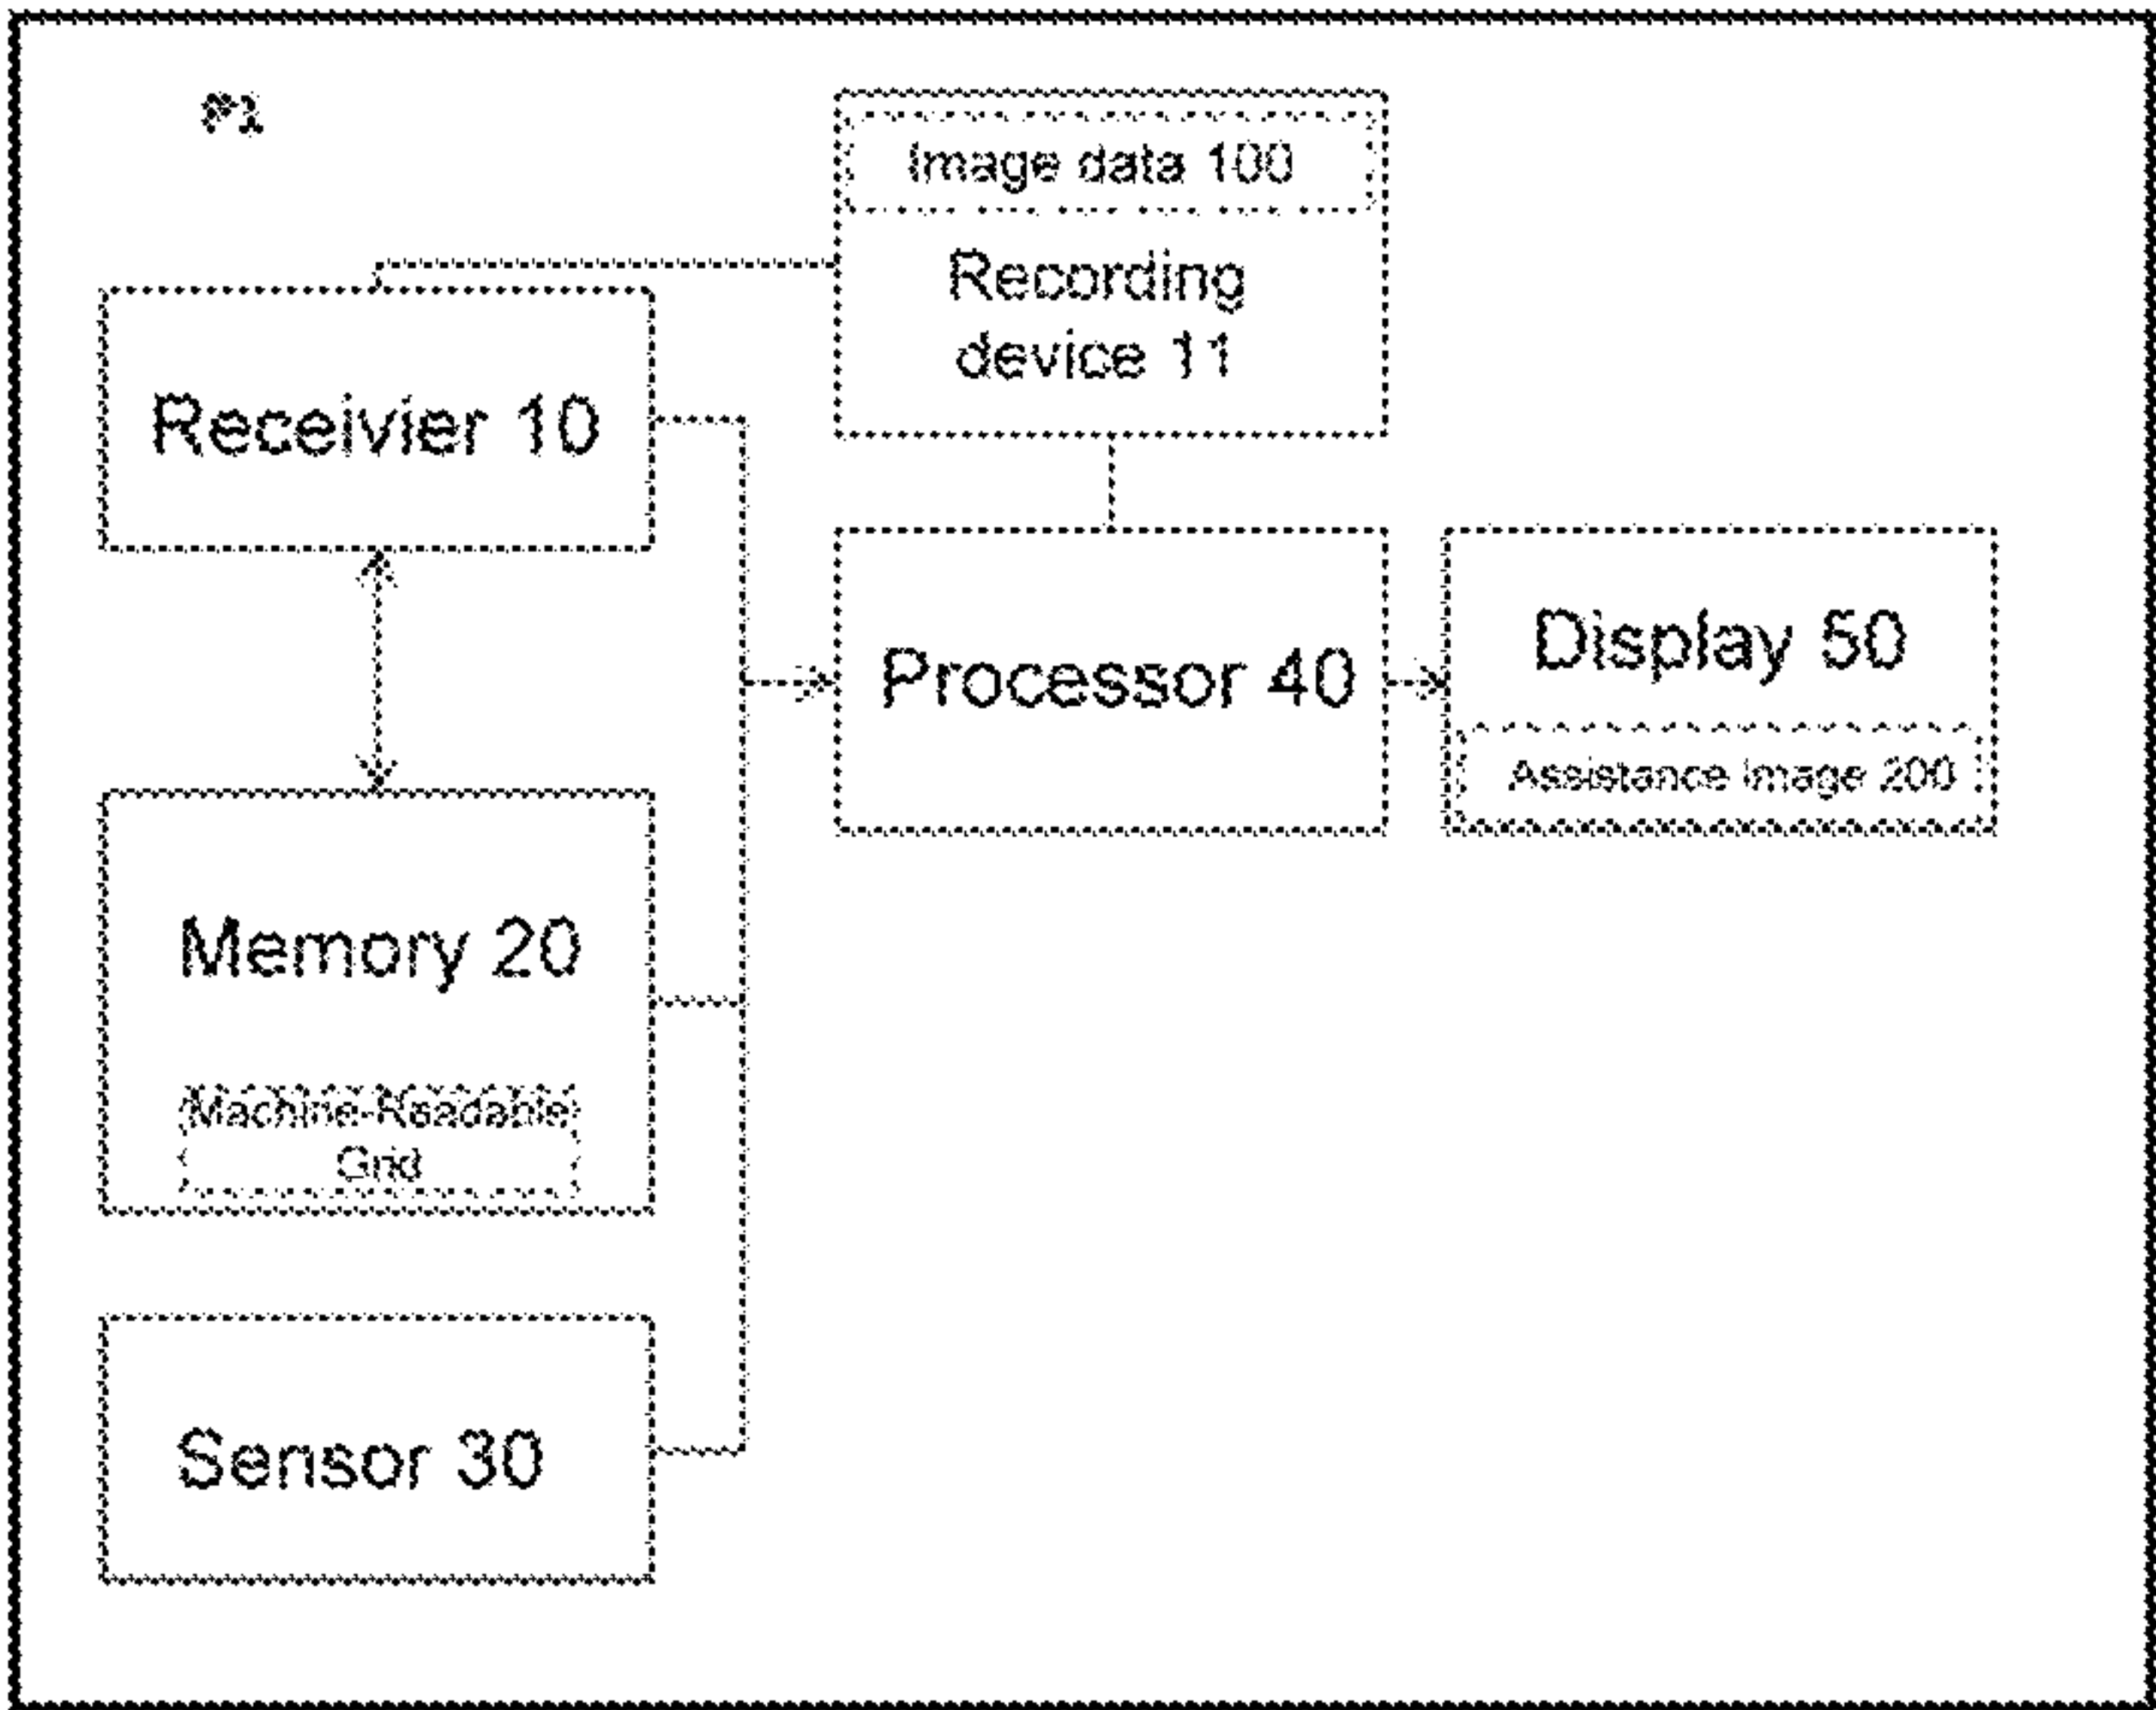 P1
Image data 100
Recording
device 11
Receivier 10
Processor 40
Display 50
Assistance Image 200
Memory 20
Machine-Readable
Grid
Sensor 30